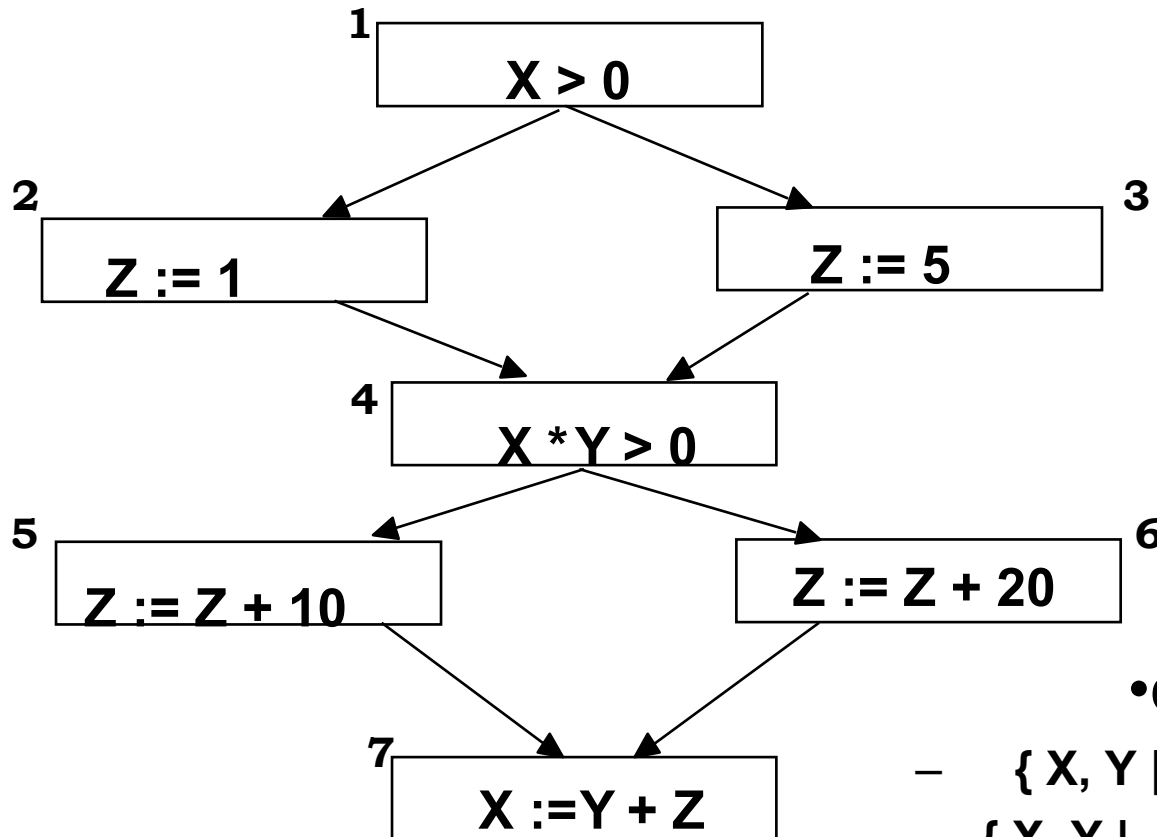 1
X > 0
2
3
Z := 1
Z := 5
4
X * Y > 0
5
6
Z := Z + 10
Z := Z + 20
•
7
– { X, Y |
X :=Y + Z
{ X, Y |